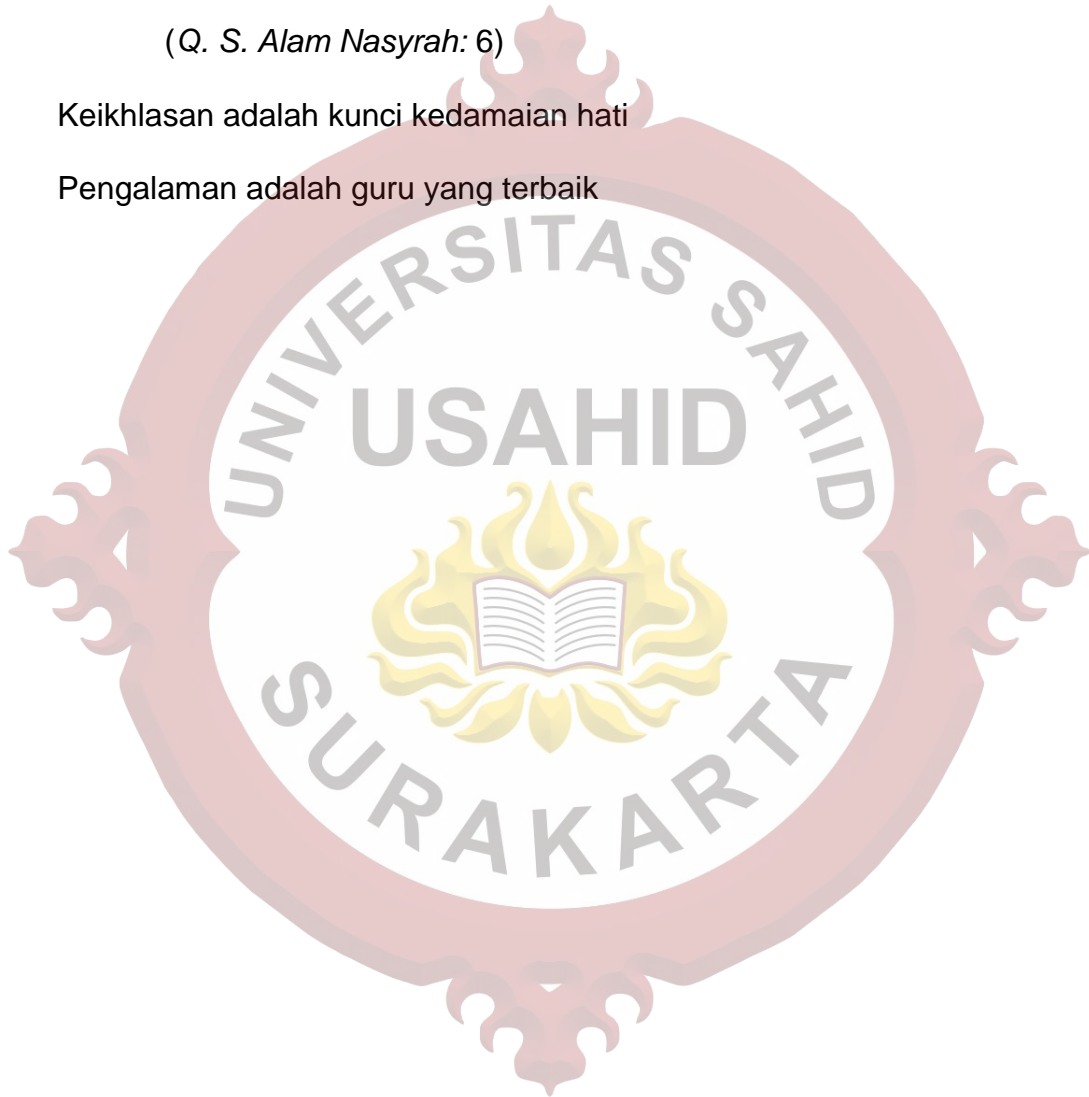 (Q. S. Alam Nasyrah: 6)
Keikhlasan adalah kunci kedamaian hati
Pengalaman adalah guru yang terbaik
UNIVERSITAS SAHID
USAHID
SURAKARTA